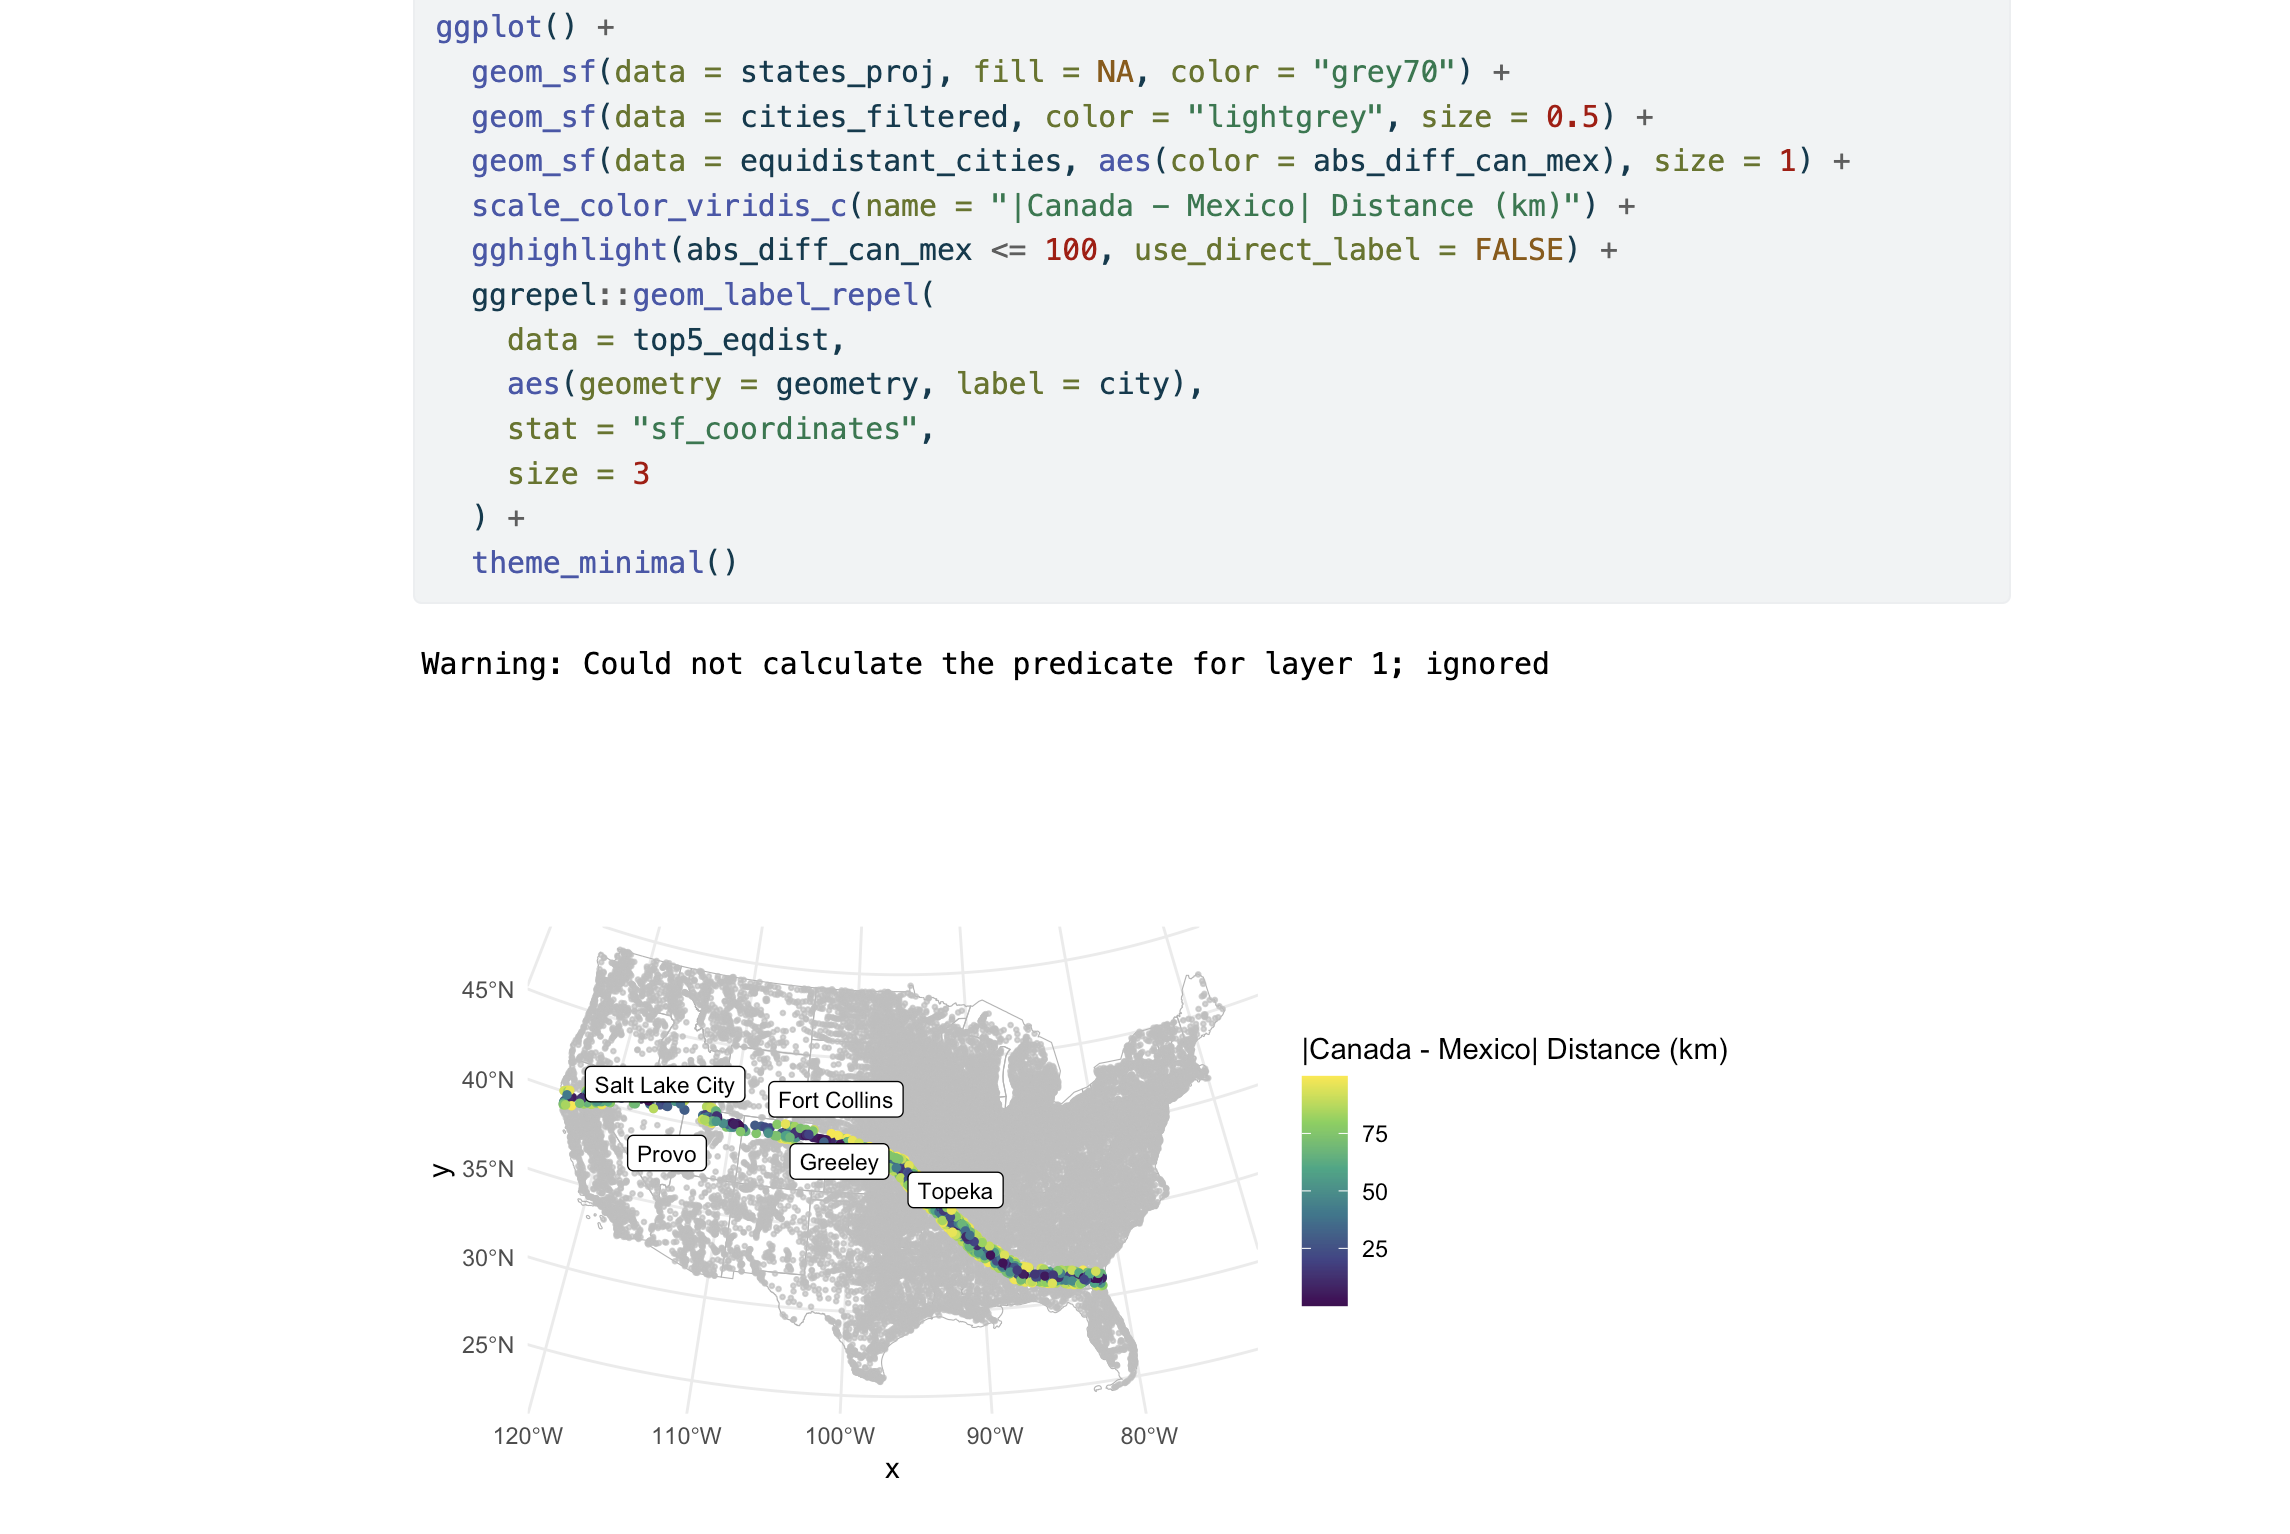 ggplot() +
  geom_sf(data = states_proj, fill = NA, color = "grey70") +
  geom_sf(data = cities_filtered, color = "lightgrey", size = 0.5) +
  geom_sf(data = equidistant_cities, aes(color = abs_diff_can_mex), size = 1) +
  scale_color_viridis_c(name = "|Canada − Mexico| Distance (km)") +
  gghighlight(abs_diff_can_mex <= 100, use_direct_label = FALSE) +
  ggrepel::geom_label_repel(
    data = top5_eqdist,
    aes(geometry = geometry, label = city),
    stat = "sf_coordinates",
    size = 3
  ) +
  theme_minimal()
Warning: Could not calculate the predicate for layer 1; ignored
45°N
40°N
35°N
30°N
25°N
y
Salt Lake City
Fort Collins
Provo
Greeley
Topeka
120°W 110°W 100°W 90°W 80°W
x
|Canada - Mexico| Distance (km)
75
50
25